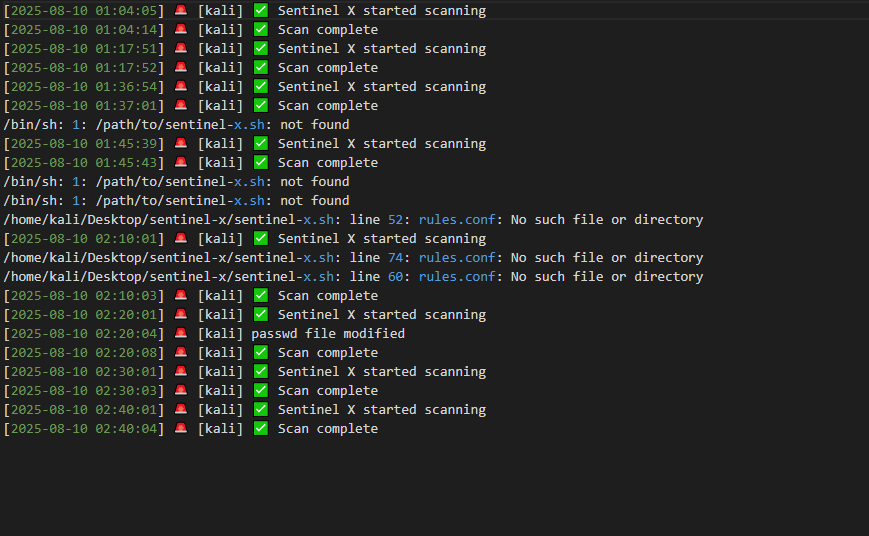 [2025-08-10 01:04:05] 🚨 [kali] ✅ Sentinel X started scanning
[2025-08-10 01:04:14] 🚨 [kali] ✅ Scan complete
[2025-08-10 01:17:51] 🚨 [kali] ✅ Sentinel X started scanning
[2025-08-10 01:17:52] 🚨 [kali] ✅ Scan complete
[2025-08-10 01:36:54] 🚨 [kali] ✅ Sentinel X started scanning
[2025-08-10 01:37:01] 🚨 [kali] ✅ Scan complete
/bin/sh: 1: /path/to/sentinel-x.sh: not found
[2025-08-10 01:45:39] 🚨 [kali] ✅ Sentinel X started scanning
[2025-08-10 01:45:43] 🚨 [kali] ✅ Scan complete
/bin/sh: 1: /path/to/sentinel-x.sh: not found
/bin/sh: 1: /path/to/sentinel-x.sh: not found
/home/kali/Desktop/sentinel-x/sentinel-x.sh: line 52: rules.conf: No such file or directory
[2025-08-10 02:10:01] 🚨 [kali] ✅ Sentinel X started scanning
/home/kali/Desktop/sentinel-x/sentinel-x.sh: line 74: rules.conf: No such file or directory
/home/kali/Desktop/sentinel-x/sentinel-x.sh: line 60: rules.conf: No such file or directory
[2025-08-10 02:10:03] 🚨 [kali] ✅ Scan complete
[2025-08-10 02:20:01] 🚨 [kali] ✅ Sentinel X started scanning
[2025-08-10 02:20:04] 🚨 [kali] passwd file modified
[2025-08-10 02:20:08] 🚨 [kali] ✅ Scan complete
[2025-08-10 02:30:01] 🚨 [kali] ✅ Sentinel X started scanning
[2025-08-10 02:30:03] 🚨 [kali] ✅ Scan complete
[2025-08-10 02:40:01] 🚨 [kali] ✅ Sentinel X started scanning
[2025-08-10 02:40:04] 🚨 [kali] ✅ Scan complete